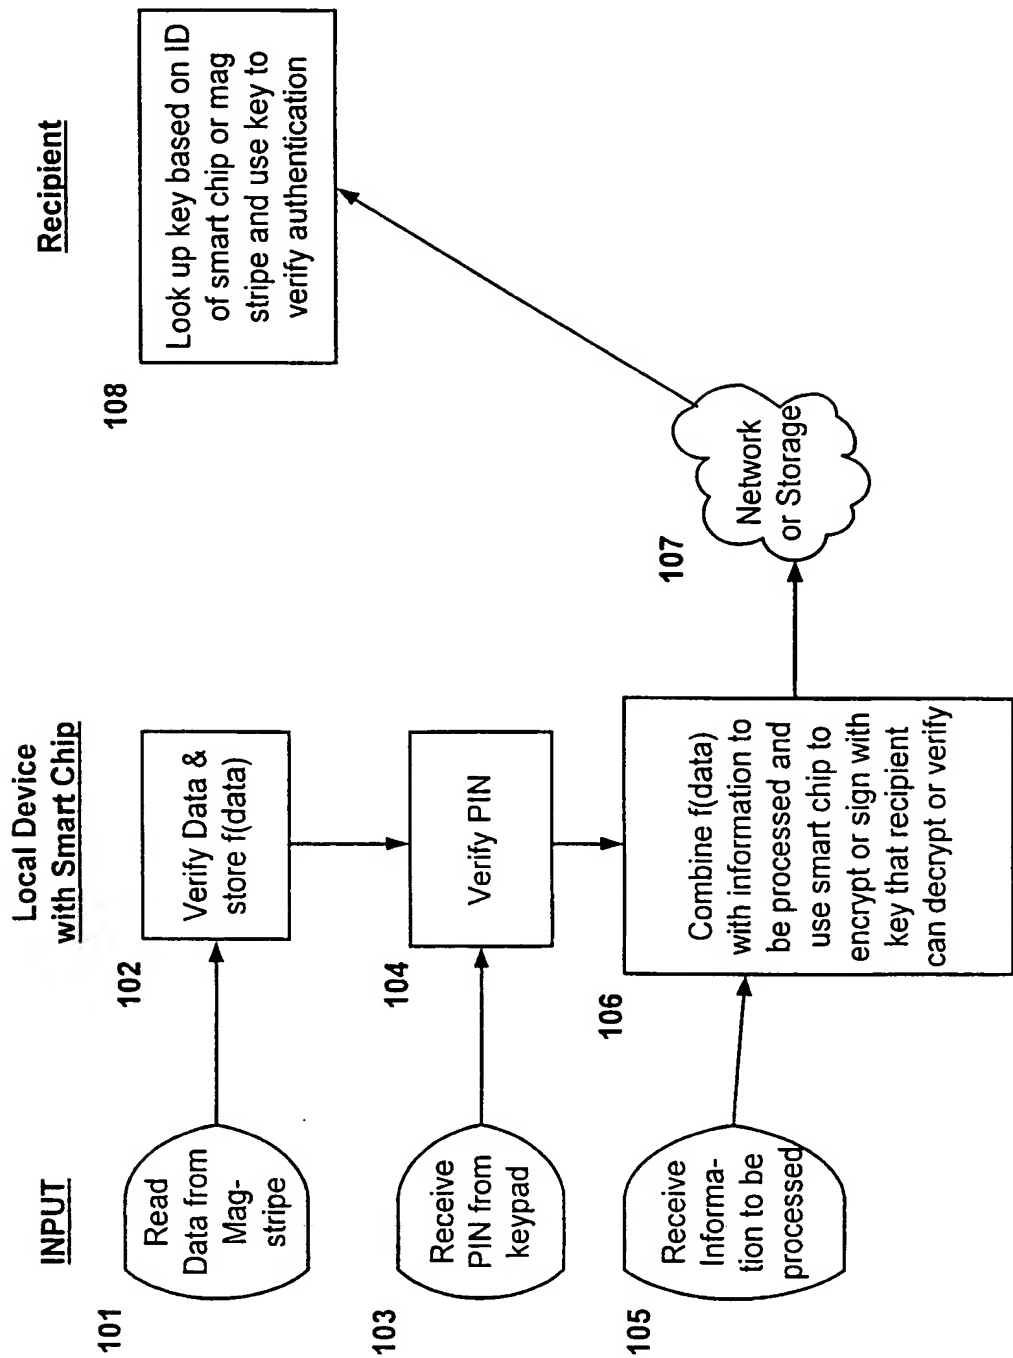 INPUT
Local Device
with Smart Chip
Recipient
101
Read
Data from
Mag-
stripe
102
Verify Data &
store f(data)
103
Receive
PIN from
keypad
104
Verify PIN
105
Receive
Informa-
tion to be
processed
106
Combine f(data)
with information to
be processed and
use smart chip to
encrypt or sign with
key that recipient
can decrypt or verify
107
Network
or Storage
108
Look up key based on ID
of smart chip or mag
stripe and use key to
verify authentication